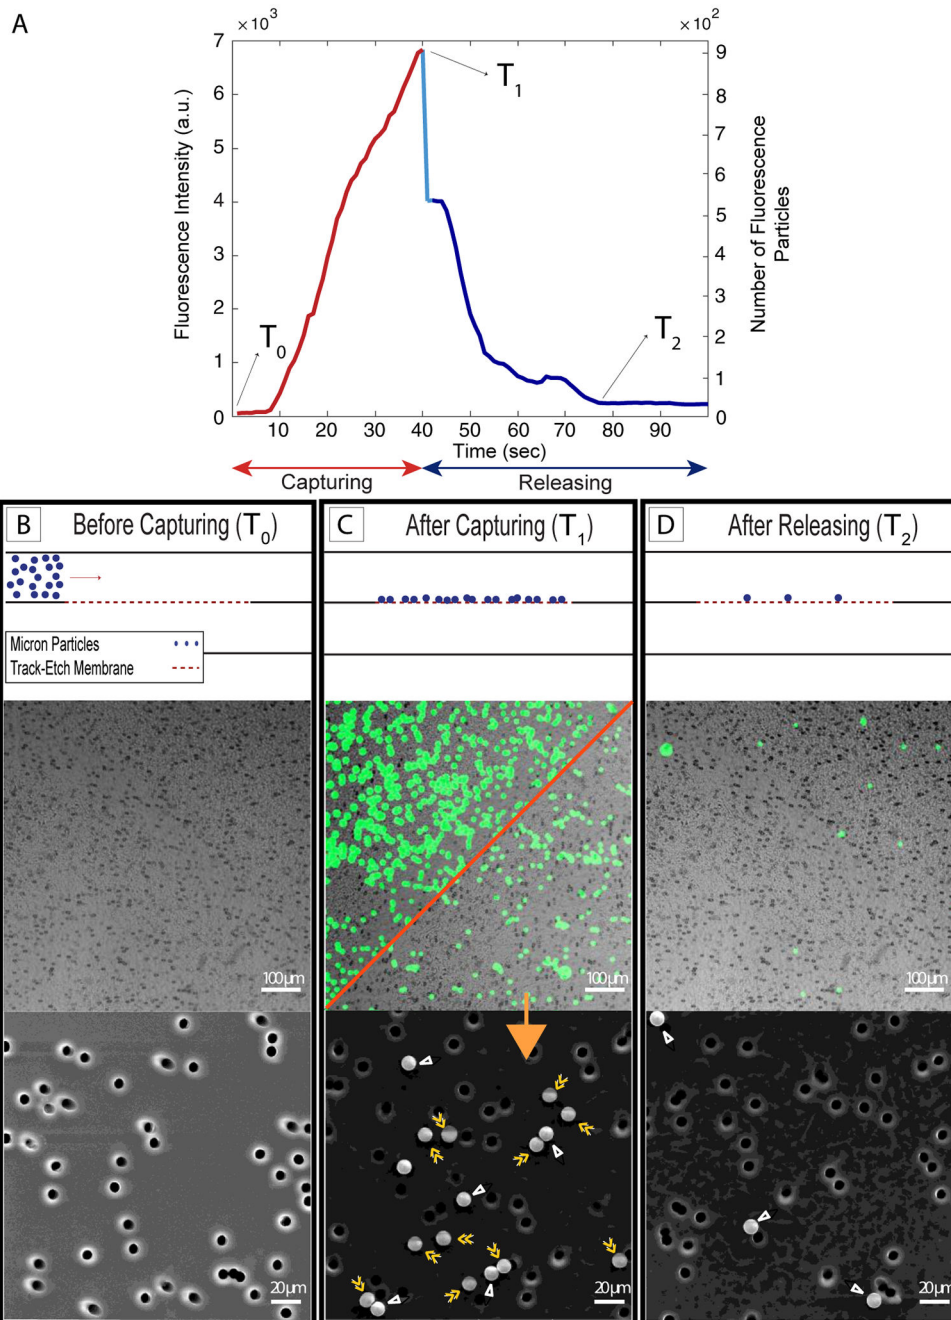 A
×10³
×10²
7
6
5
4
3
2
1
0
Fluorescence Intensity (a.u.)
9
8
7
6
5
4
3
2
1
0
Number of Fluorescence
Particles
T₀
T₁
T₂
10 20 30 40 50 60 70 80 90
Time (sec)
Capturing
Releasing
B Before Capturing (T₀)
Micron Particles
Track-Etch Membrane
100µm
20µm
C After Capturing (T₁)
100µm
20µm
D After Releasing (T₂)
100µm
20µm